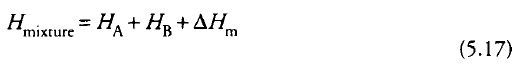 H_mixture = H_A + H_B + ΔH_m
(5.17)